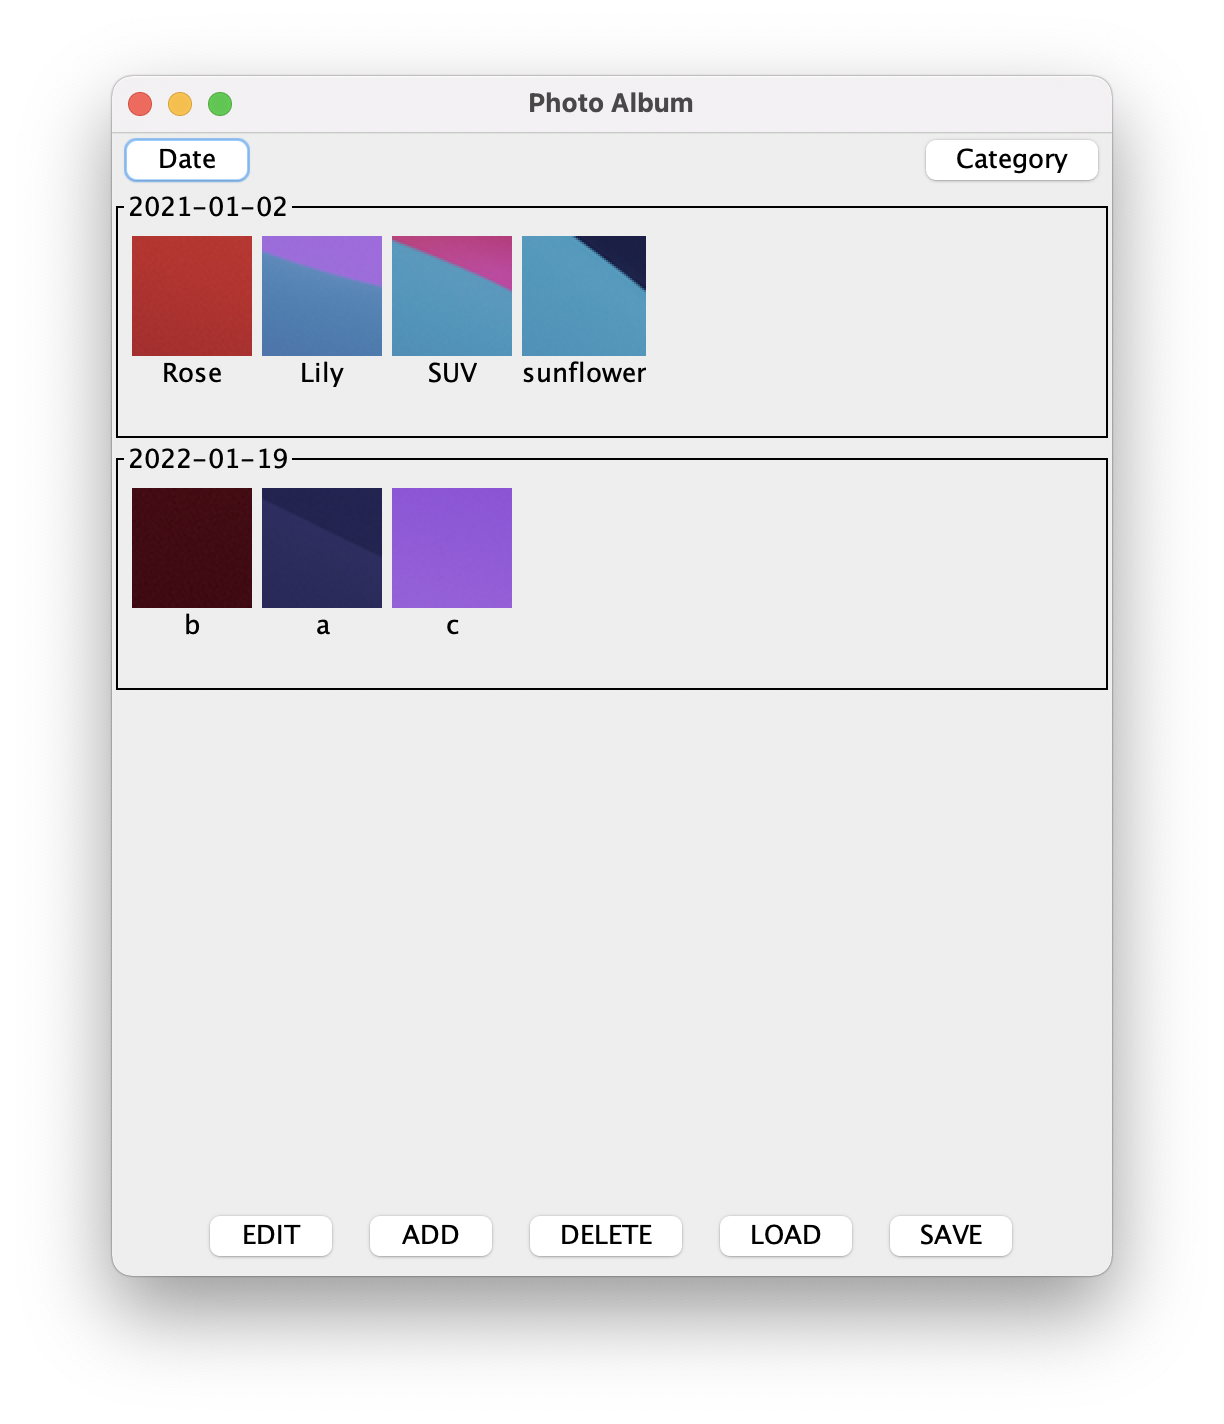 Photo Album
Date Category
2021-01-02
Rose Lily SUV sunflower
2022-01-19
b a c
EDIT ADD DELETE LOAD SAVE